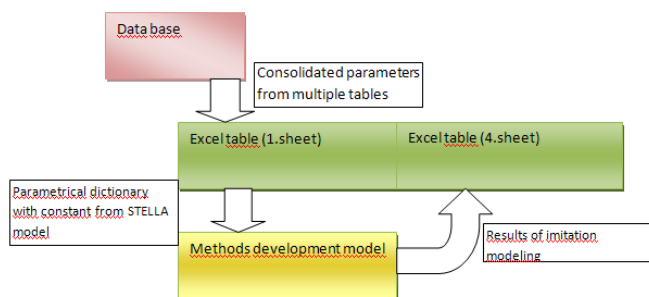 Data base
Consolidated parameters
from multiple tables
Excel table (1.sheet)
Excel table (4.sheet)
Parametrical dictionary
with constant from STELLA
model
Methods development model
Results of imitation
modeling